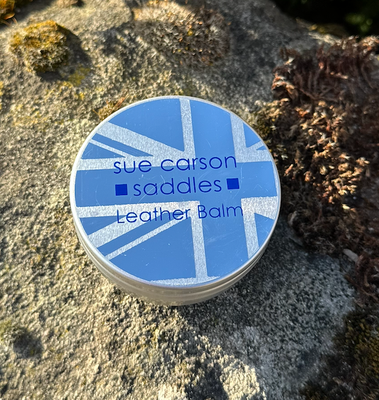 sue carson
saddles
Leather Balm